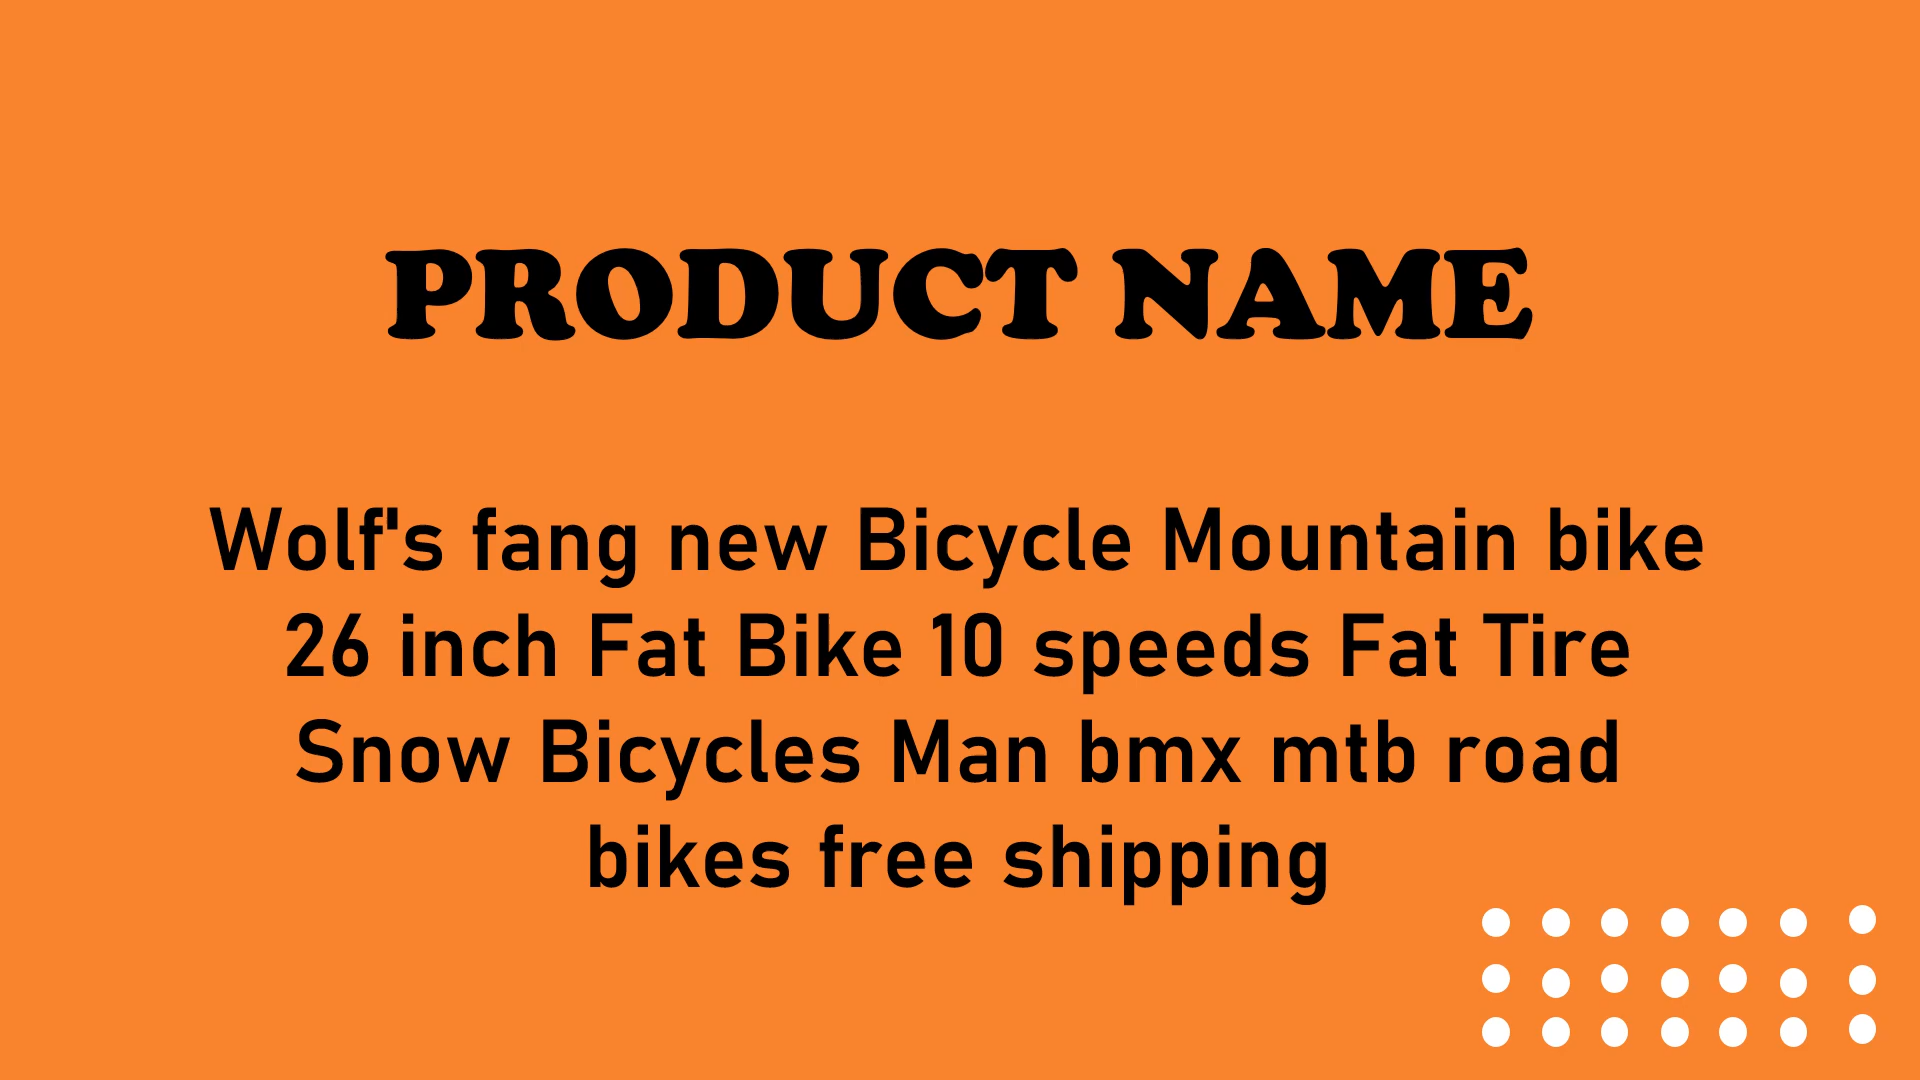 PRODUCT NAME
Wolf's fang new Bicycle Mountain bike
26 inch Fat Bike 10 speeds Fat Tire
Snow Bicycles Man bmx mtb road
bikes free shipping